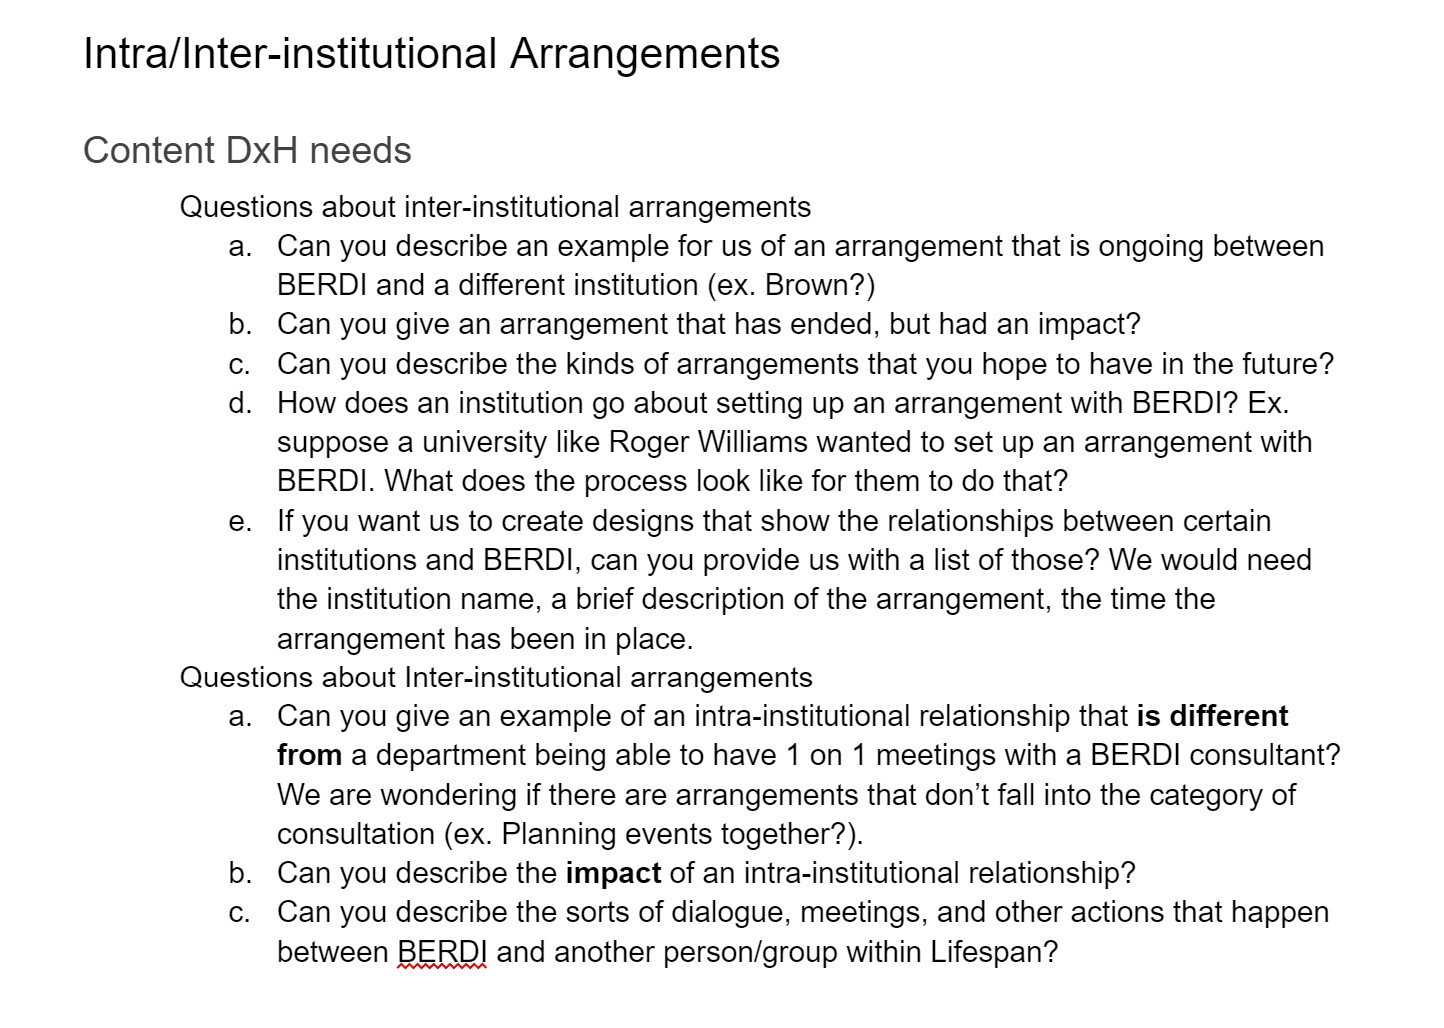 Intra/Inter-institutional Arrangements
Content DxH needs
Questions about inter-institutional arrangements
a. Can you describe an example for us of an arrangement that is ongoing between
BERDI and a different institution (ex. Brown?)
b. Can you give an arrangement that has ended, but had an impact?
c. Can you describe the kinds of arrangements that you hope to have in the future?
d. How does an institution go about setting up an arrangement with BERDI? Ex.
suppose a university like Roger Williams wanted to set up an arrangement with
BERDI. What does the process look like for them to do that?
e. If you want us to create designs that show the relationships between certain
institutions and BERDI, can you provide us with a list of those? We would need
the institution name, a brief description of the arrangement, the time the
arrangement has been in place.
Questions about Inter-institutional arrangements
a. Can you give an example of an intra-institutional relationship that is different
from a department being able to have 1 on 1 meetings with a BERDI consultant?
We are wondering if there are arrangements that don’t fall into the category of
consultation (ex. Planning events together?).
b. Can you describe the impact of an intra-institutional relationship?
c. Can you describe the sorts of dialogue, meetings, and other actions that happen
between BERDI and another person/group within Lifespan?